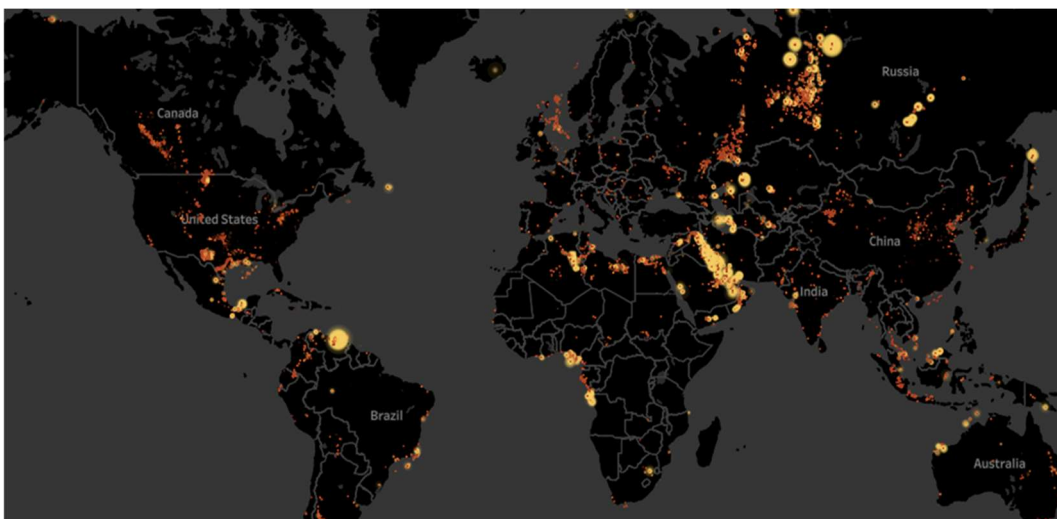 Russia
Canada
United States
China
India
Brazil
Australia